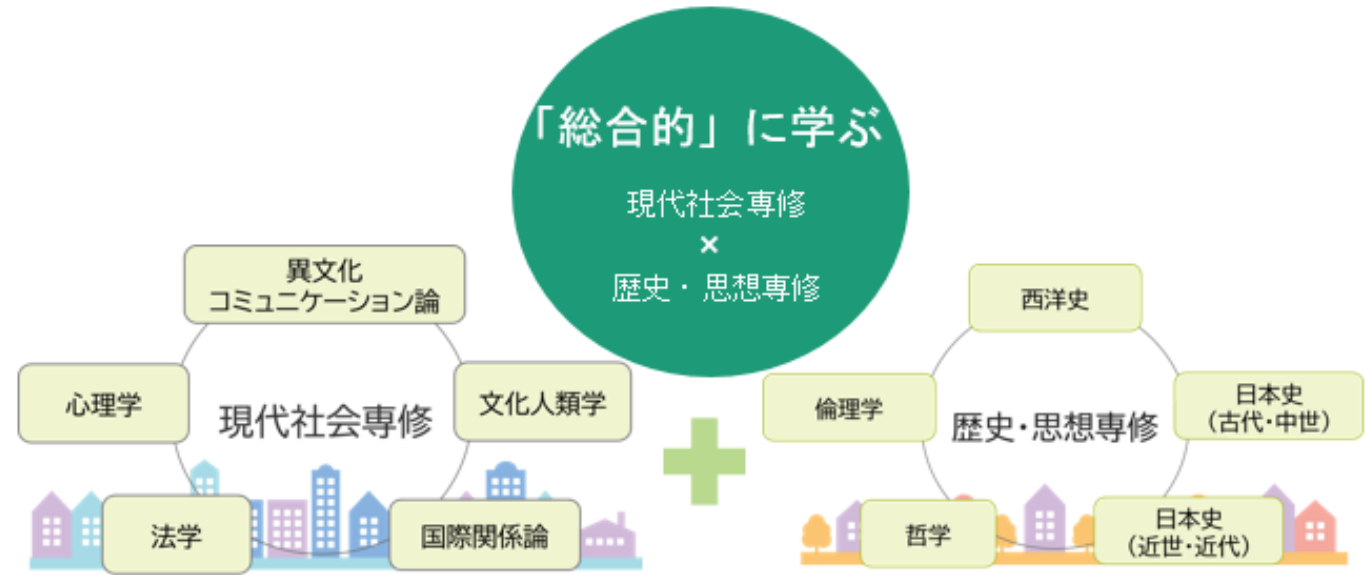 「総合的」に学ぶ
現代社会専修
×
歴史・思想専修
異文化
コミュニケーション論
心理学
現代社会専修
文化人類学
法学
国際関係論
西洋史
倫理学
歴史・思想専修
日本史
(古代・中世)
哲学
日本史
(近世・近代)